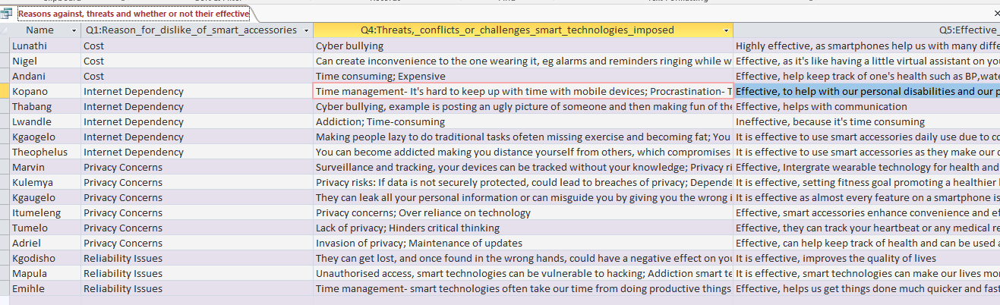 Reasons against, threats and whether or not their effective
Name Q1:Reason_for_dislike_of_smart_accessories Q4:Threats,_conflicts_or_challenges_smart_technologies_imposed Q5:Effective_
Lunathi Cost Cyber bullying Highly effective, as smartphones help us with many diffe
Nigel Cost Can create inconvenience to the one wearing it, eg alarms and reminders ringing while w Effective, as it's like having a little virtual assistant on you
Andani Cost Time consuming; Expensive Effective, help keep track of one's health such as BP,wate
Kopano Internet Dependency Time management- It's hard to keep up with time with mobile devices; Procrastination- T Effective, to help with our personal disabilities and our p
Thabang Internet Dependency Cyber bullying, example is posting an ugly picture of someone and then making fun of the Effective, helps with communication
Lwandle Internet Dependency Addiction; Time-consuming Ineffective, because it's time consuming
Kgaogelo Internet Dependency Making people lazy to do traditional tasks ofeten missing exercise and becoming fat; You It is effective to use smart accessories daily use due to co
Theophelus Internet Dependency You can become addicted making you distance yourself from others, which compromises It is effective to use smart accessories as they make our
Marvin Privacy Concerns Surveillance and tracking, your devices can be tracked without your knowledge; Privacy ri Effective, Intergrate wearable technology for health and
Kulemya Privacy Concerns Privacy risks: If data is not securely protected, could lead to breaches of privacy; Depende It is effective, setting fitness goal promoting a healthier
Kgaugelo Privacy Concerns They can leak all your personal information or can misguide you by giving you the wrong i It is effective as almost every feature on a smartphone is
Itumeleng Privacy Concerns Privacy concerns; Over reliance on technology Effective, smart accessories enhance convenience and ef
Tumelo Privacy Concerns Lack of privacy; Hinders critical thinking Effective, they can track your heartbeat or any medical re
Adriel Privacy Concerns Invasion of privacy; Maintenance of updates Effective, can help keep track of health and can be used
Kgodisho Reliability Issues They can get lost, and once found in the wrong hands, could have a negative effect on you It is effective, improves the quality of lives
Mapula Reliability Issues Unauthorised access, smart technologies can be vulnerable to hacking; Addiction smart te It is effective, smart technologies can make our lives mo
Emihle Reliability Issues Time management- smart technologies often take our time from doing productive things Effective, helps us get things done much quicker and fast